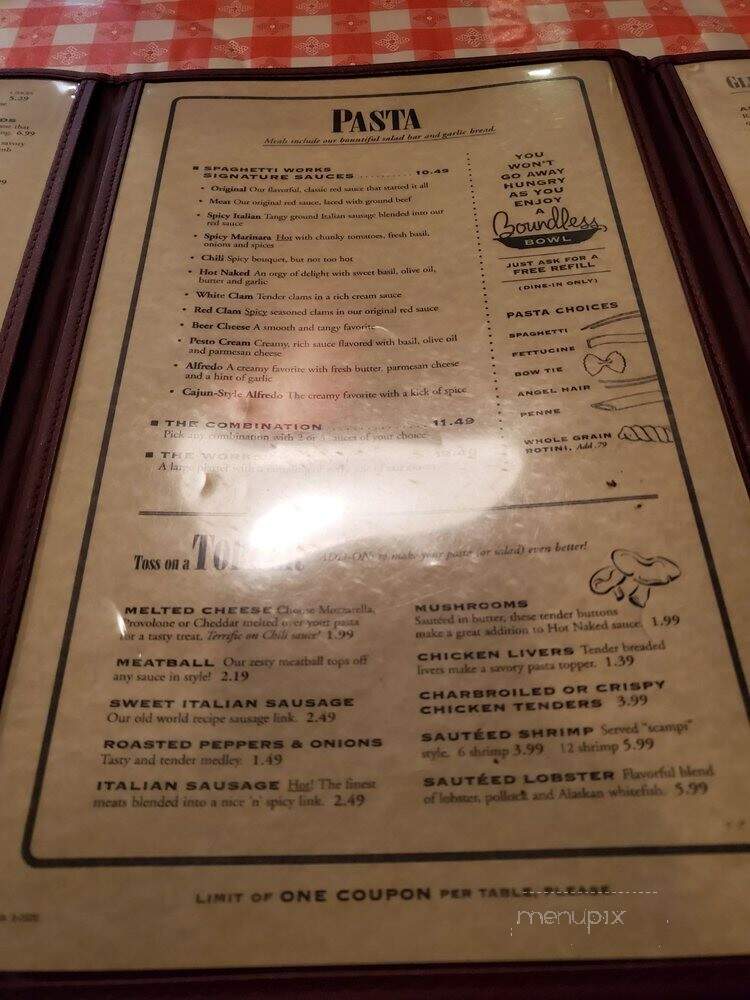 PASTA
Meals include our bountiful salad bar and garlic bread.
SPAGHETTI WORKS
SIGNATURE SAUCES .......... 10.49
• Original Our flavorful, classic red sauce that started it all
• Meat Our original red sauce, laced with ground beef
• Spicy Italian Tangy ground Italian sausage blended into our
red sauce
• Spicy Marinara Hot with chunky tomatoes, fresh basil,
onions and spices
• Chili Spicy bouquet, but not too hot
• Hot Naked An orgy of delight with sweet basil, olive oil,
butter and garlic
• White Clam Tender clams in a rich cream sauce
• Red Clam Spicy seasoned clams in our original red sauce
• Beer Cheese A smooth and tangy favorite
• Pesto Cream Creamy, rich sauce flavored with basil, olive oil
and parmesan cheese
• Alfredo A creamy favorite with fresh butter, parmesan cheese
and a hint of garlic
• Cajun-Style Alfredo The creamy favorite with a kick of spice
THE COMBINATION .......... 11.49
Pick any combination with 2 or sauces of your choice
THE
A large platter with a
YOU
WON'T
GO AWAY
HUNGRY
AS YOU
ENJOY
A
Boundless
BOWL
JUST ASK FOR A
FREE REFILL
(DINE-IN ONLY)
PASTA CHOICES
SPAGHETTI
FETTUCINE
BOW TIE
ANGEL HAIR
PENNE
WHOLE GRAIN
ROTINI, Add .79
Toss on a
ADD-ONs to make your pasta (or salad) even better!
MELTED CHEESE Choose Mozzarella,
Provolone or Cheddar melted over your pasta
for a tasty treat. Terrific on Chili sauce! 1.99
MEATBALL Our zesty meatball tops off
any sauce in style! 2.19
SWEET ITALIAN SAUSAGE
Our old world recipe sausage link. 2.49
ROASTED PEPPERS & ONIONS
Tasty and tender medley. 1.49
ITALIAN SAUSAGE Hot! The finest
meats blended into a nice 'n' spicy link. 2.49
MUSHROOMS
Sautéed in butter, these tender buttons
make a great addition to Hot Naked sauce. 1.99
CHICKEN LIVERS Tender breaded
livers make a savory pasta topper. 1.39
CHARBROILED OR CRISPY
CHICKEN TENDERS 3.99
SAUTÉED SHRIMP Served "scampi"
style. 6 shrimp 3.99 12 shrimp 5.99
SAUTÉED LOBSTER Flavorful blend
of lobster, pollock and Alaskan whitefish. 5.99
LIMIT OF ONE COUPON PER TABLE, PLEASE
menupix
5.39
6.99